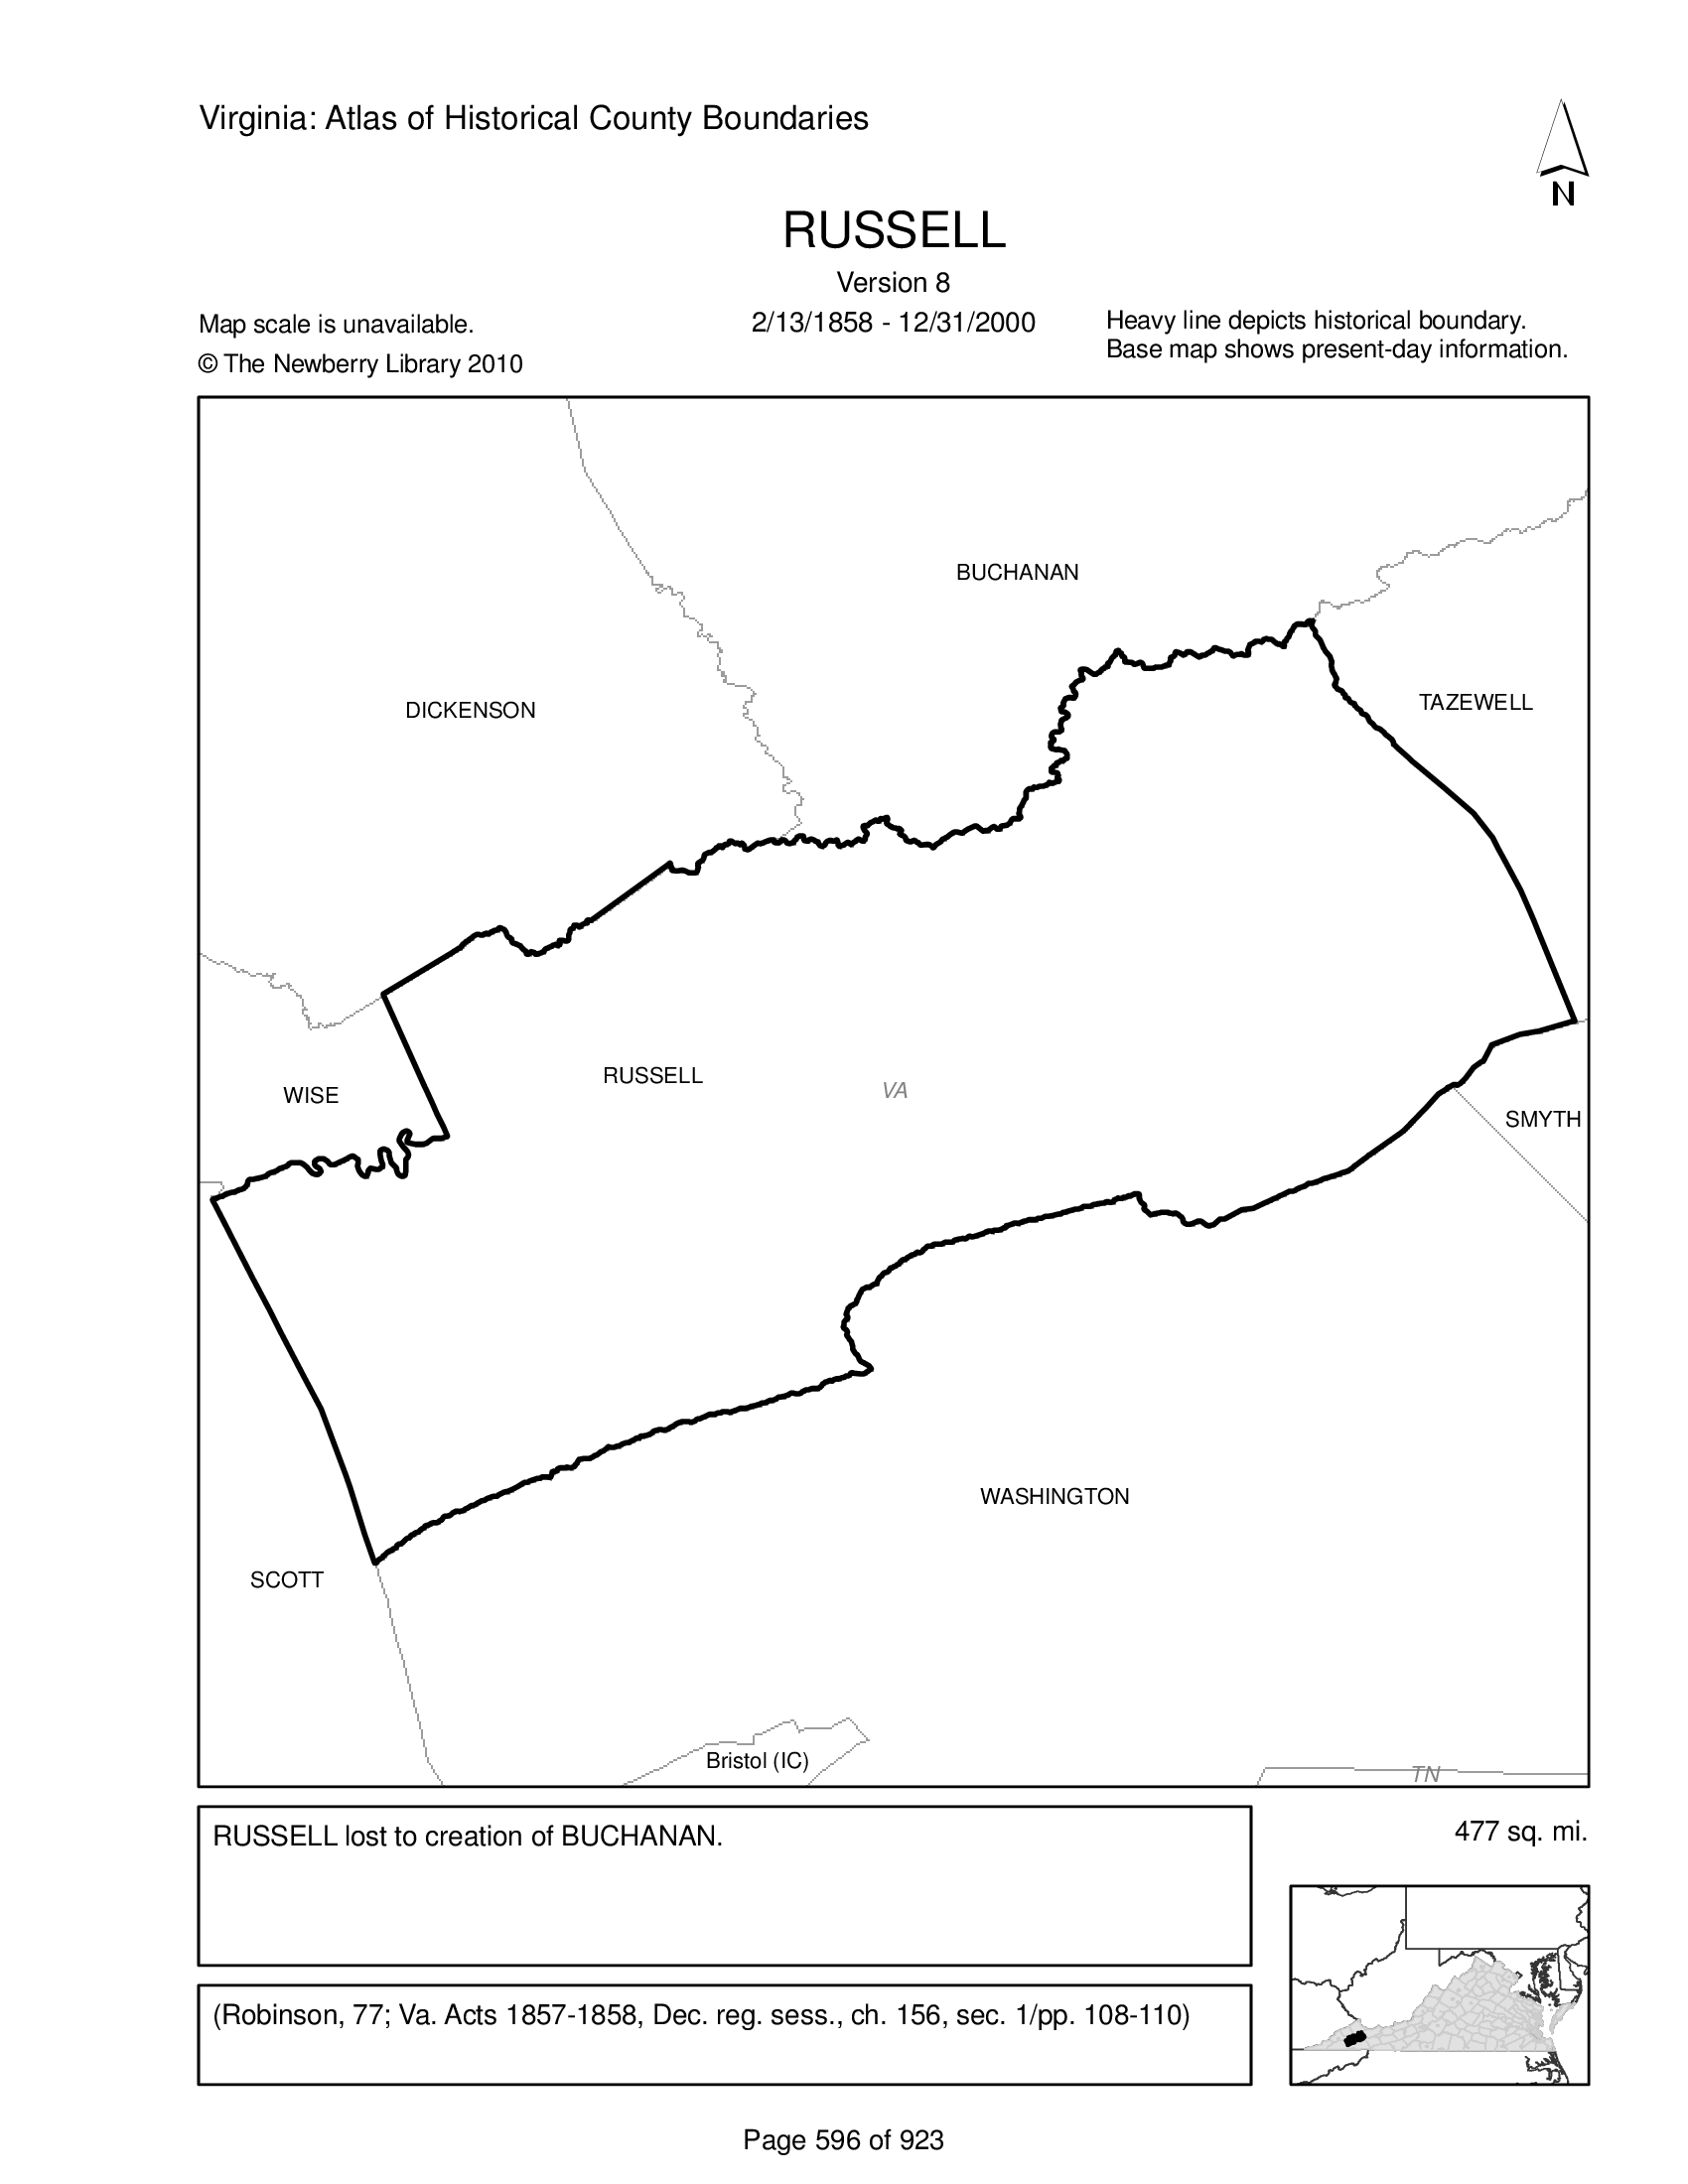 Virginia: Atlas of Historical County Boundaries
N
RUSSELL
Version 8
2/13/1858 - 12/31/2000
Map scale is unavailable.
© The Newberry Library 2010
Heavy line depicts historical boundary.
Base map shows present-day information.
BUCHANAN
DICKENSON
TAZEWELL
RUSSELL
VA
WISE
SMYTH
WASHINGTON
SCOTT
Bristol (IC)
TN
RUSSELL lost to creation of BUCHANAN.
477 sq. mi.
(Robinson, 77; Va. Acts 1857-1858, Dec. reg. sess., ch. 156, sec. 1/pp. 108-110)
Page 596 of 923